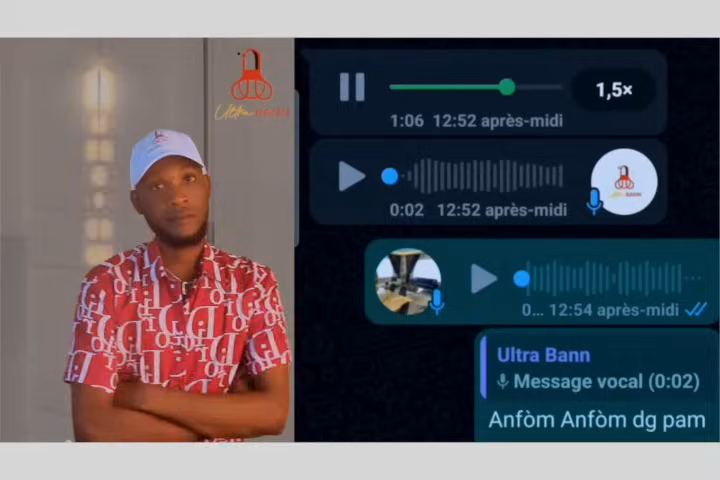 Ultra BANN
1,5×
1:06 12:52 après-midi
0:02 12:52 après-midi
0... 12:54 après-midi
Ultra Bann
Message vocal (0:02)
Anfòm Anfòm dg pam